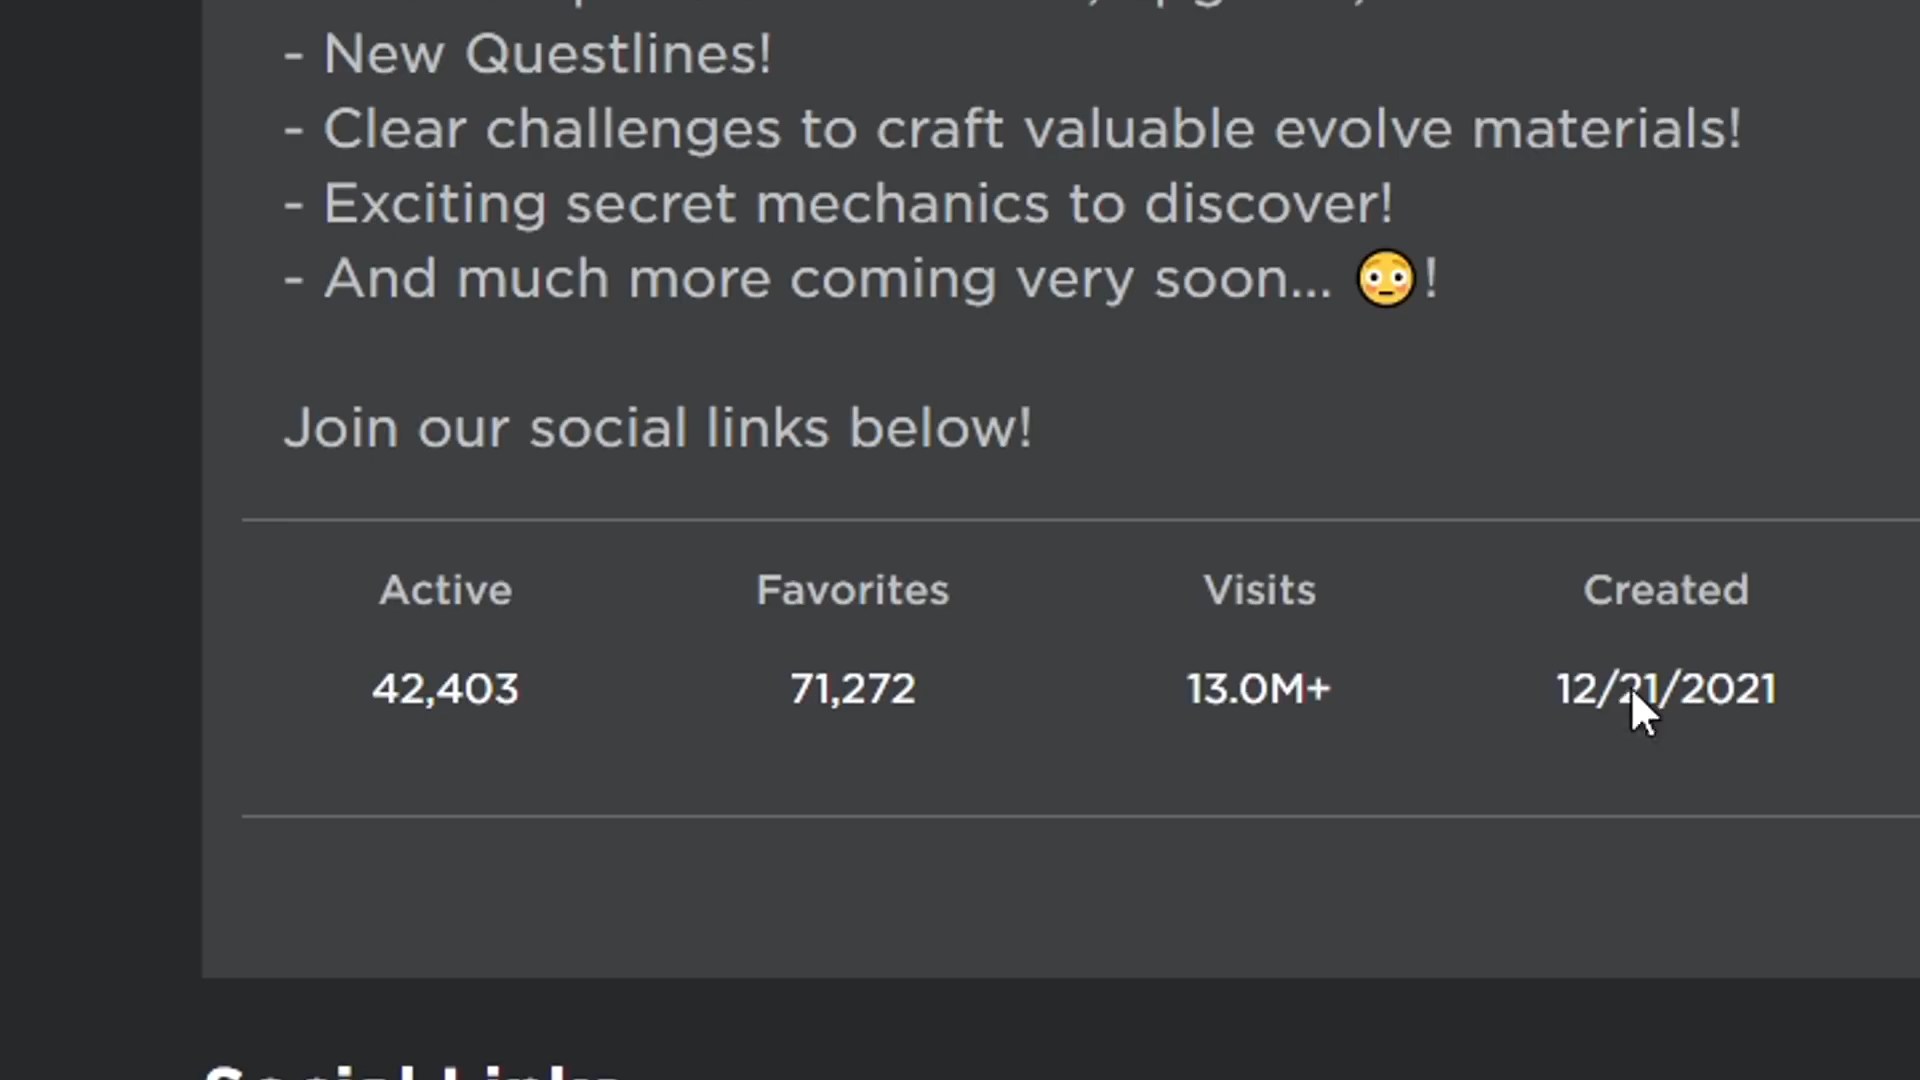 - New Questlines!
- Clear challenges to craft valuable evolve materials!
- Exciting secret mechanics to discover!
- And much more coming very soon... 😳!
Join our social links below!
Active Favorites Visits Created
42,403 71,272 13.0M+ 12/21/2021
Social Links